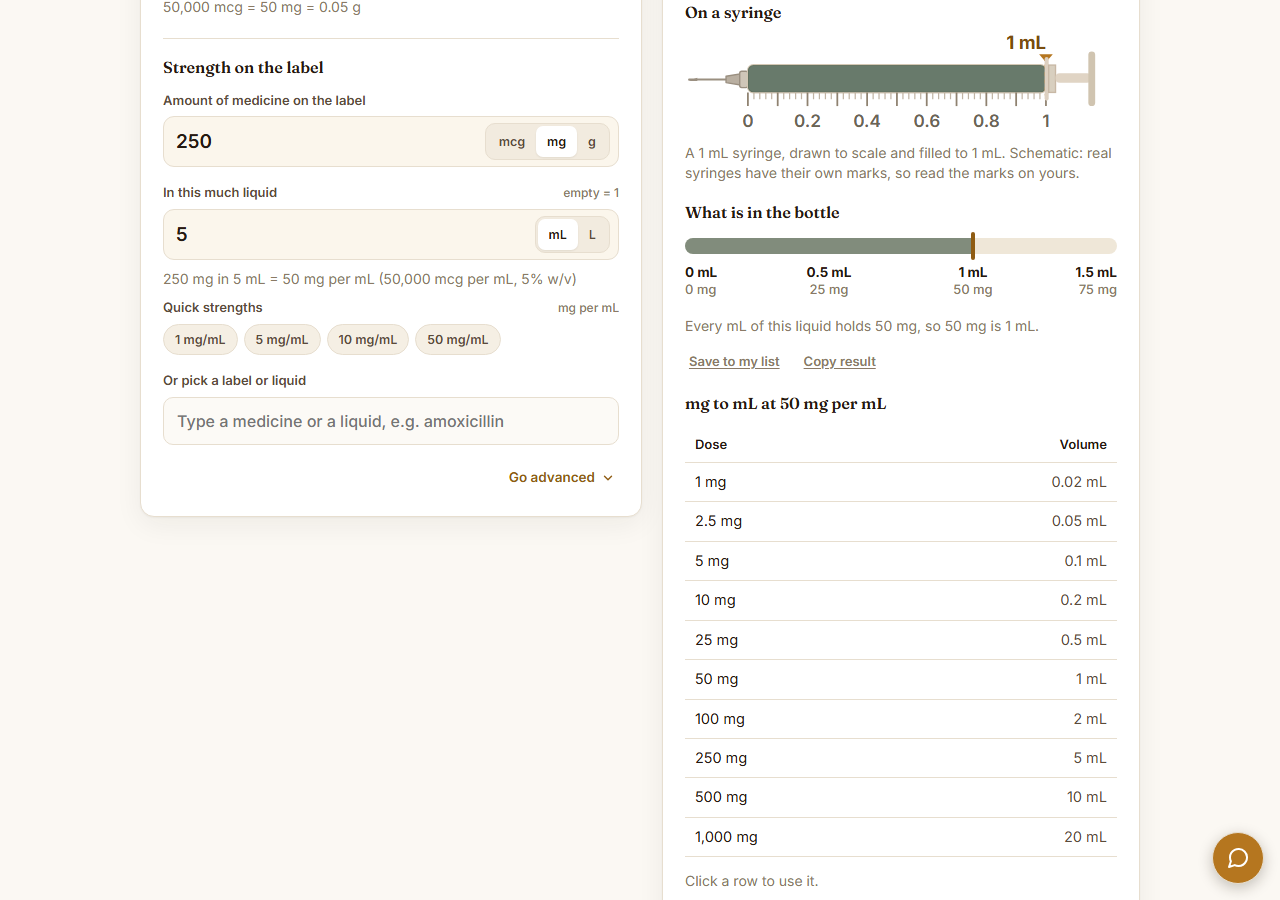 50,000 mcg = 50 mg = 0.05 g
Strength on the label
Amount of medicine on the label
250
mcg mg g
In this much liquid empty = 1
5
mL L
250 mg in 5 mL = 50 mg per mL (50,000 mcg per mL, 5% w/v)
Quick strengths mg per mL
1 mg/mL 5 mg/mL 10 mg/mL 50 mg/mL
Or pick a label or liquid
Type a medicine or a liquid, e.g. amoxicillin
Go advanced
On a syringe
1 mL
0 0.2 0.4 0.6 0.8 1
A 1 mL syringe, drawn to scale and filled to 1 mL. Schematic: real
syringes have their own marks, so read the marks on yours.
What is in the bottle
0 mL 0.5 mL 1 mL 1.5 mL
0 mg 25 mg 50 mg 75 mg
Every mL of this liquid holds 50 mg, so 50 mg is 1 mL.
Save to my list Copy result
mg to mL at 50 mg per mL
Dose Volume
1 mg 0.02 mL
2.5 mg 0.05 mL
5 mg 0.1 mL
10 mg 0.2 mL
25 mg 0.5 mL
50 mg 1 mL
100 mg 2 mL
250 mg 5 mL
500 mg 10 mL
1,000 mg 20 mL
Click a row to use it.